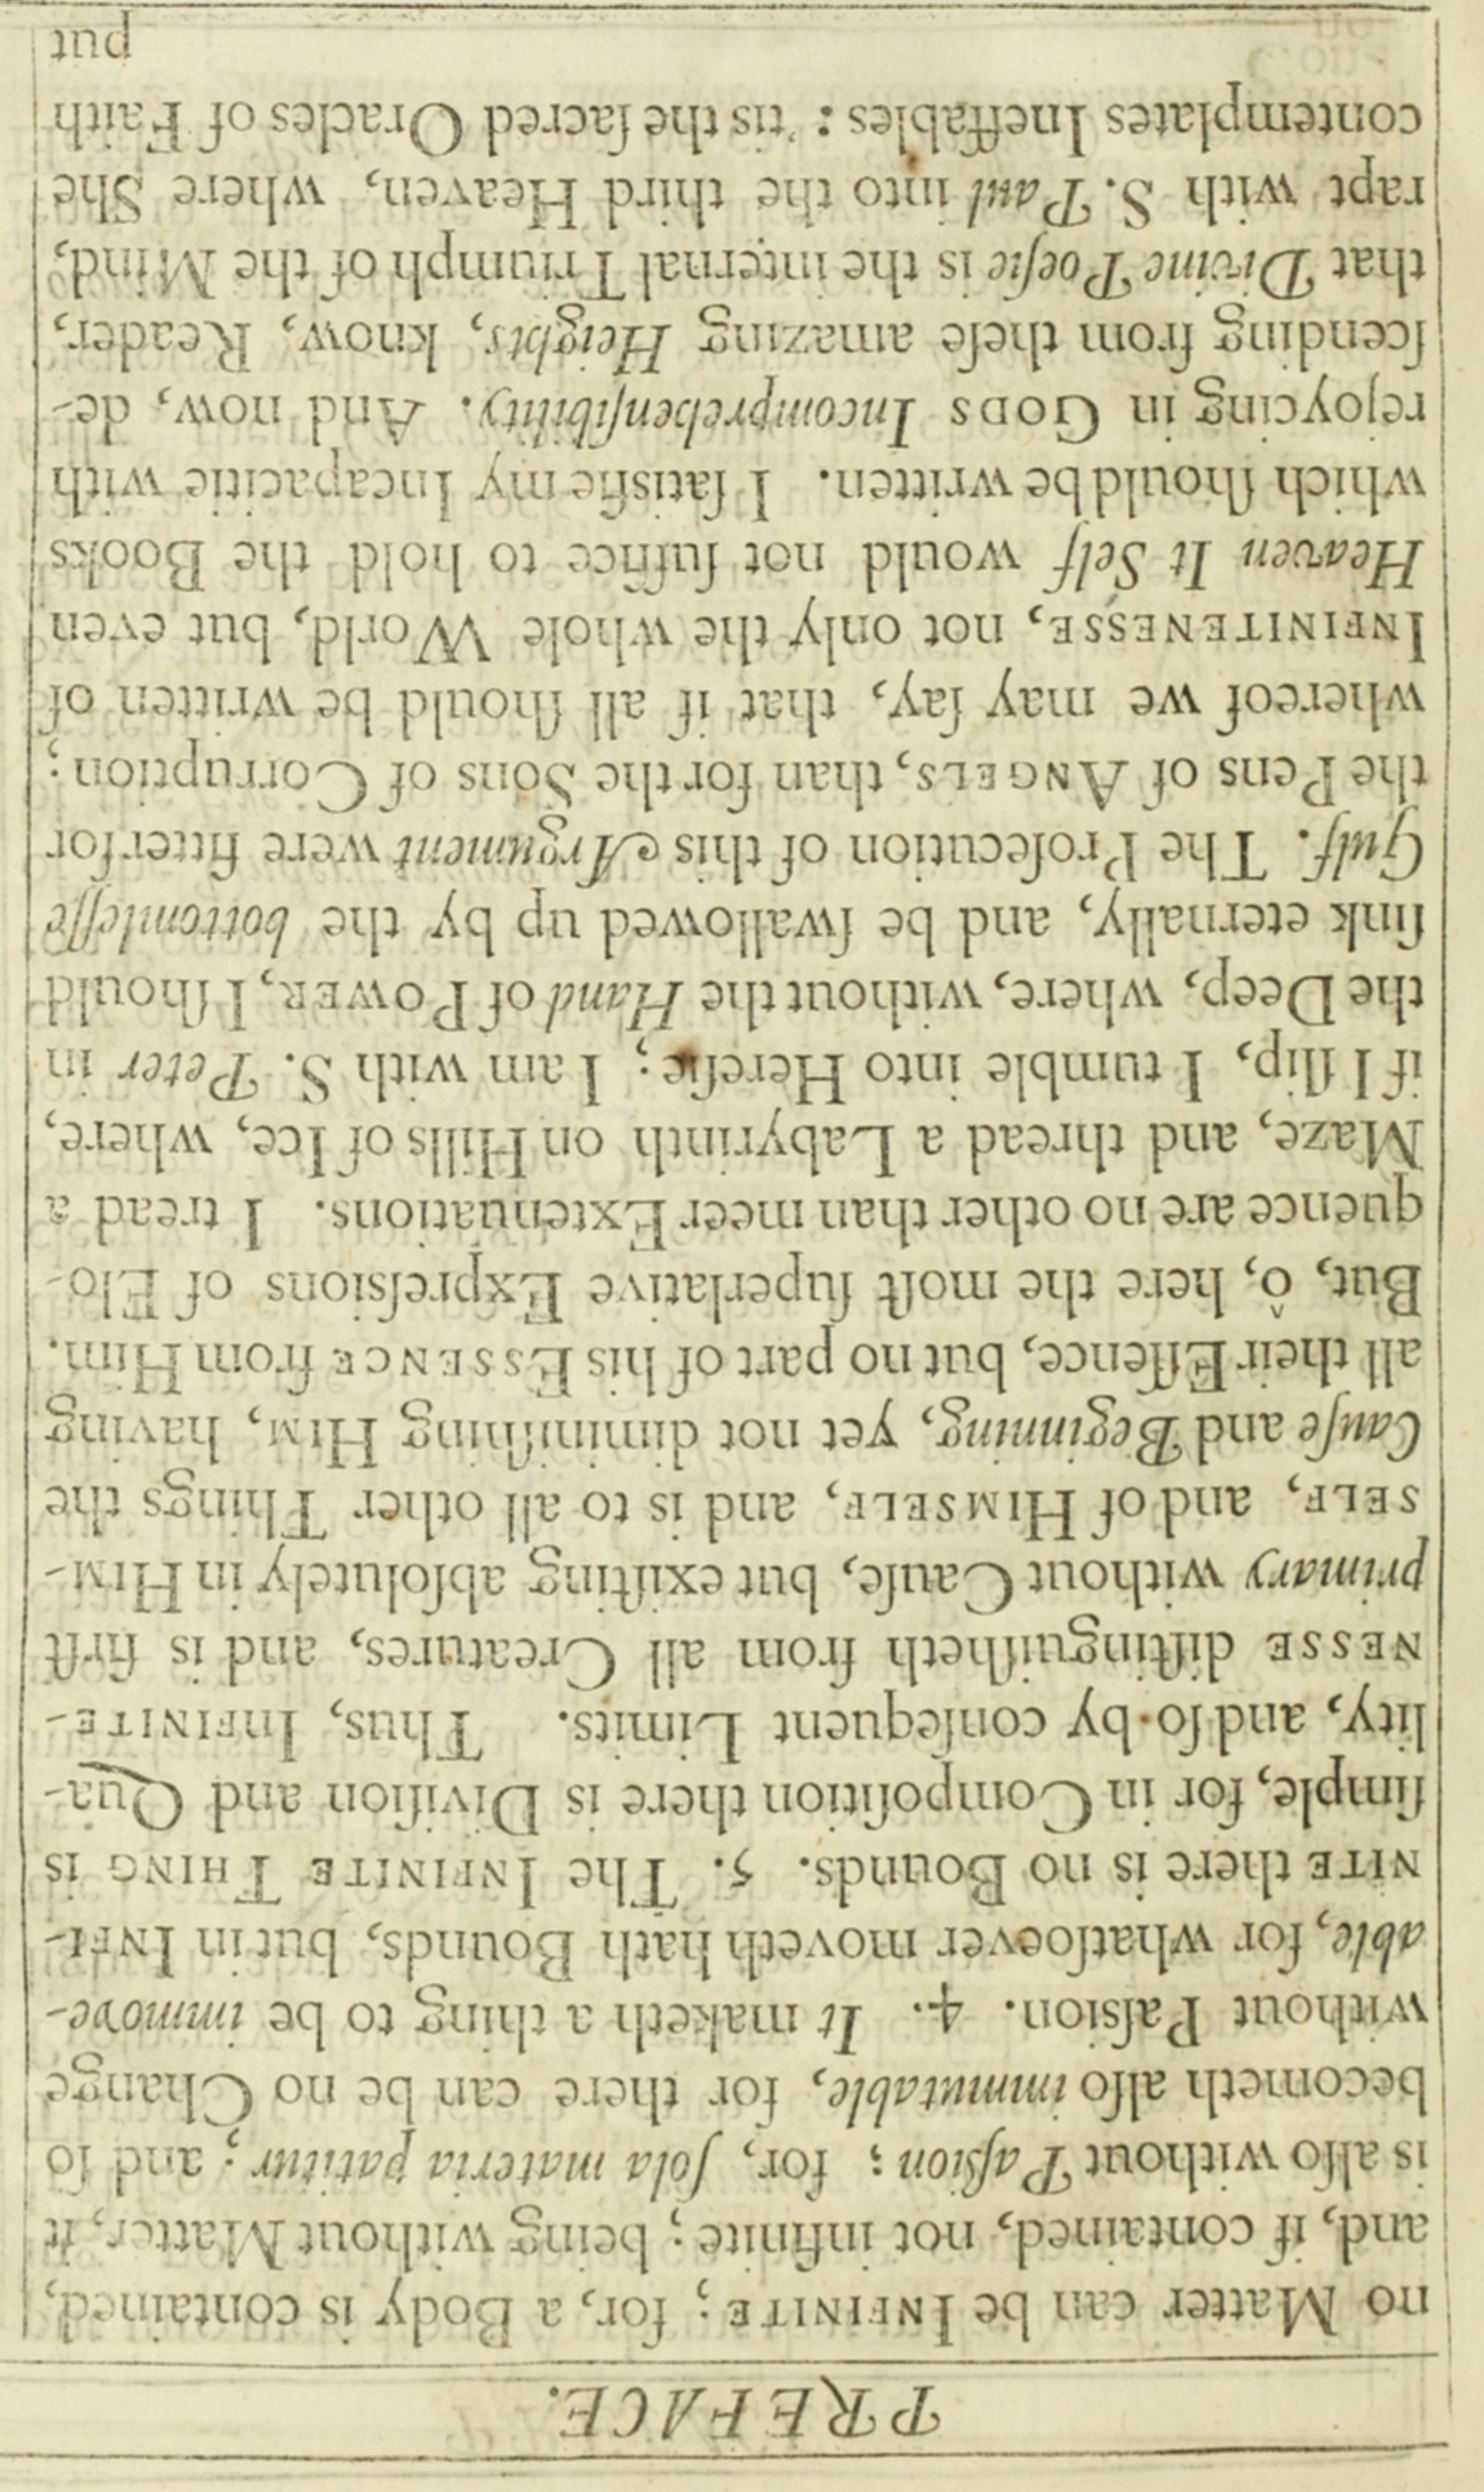 PREFACE.
no Matter can be INFINITE; for, a Body is contained,
and, if contained, not infinite; being without Matter, it
is alſo without Paſsion; for, ſola materia patitur; and ſo
becometh alſo immutable, for there can be no Change
without Paſsion. 4. It maketh a thing to be immove-
able, for whatſoever moveth hath Bounds, but in INFI-
NITE there is no Bounds. 5. The INFINITE THING is
ſimple, for in Compoſition there is Diviſion and Qua-
lity, and ſo by conſequent Limits. Thus, INFINITE-
NESSE diſtinguiſheth from all Creatures, and is firſt
primary without Cauſe, but exiſting abſolutely in HIM-
SELF, and of HIMSELF, and is to all other Things the
Cauſe and Beginning, yet not diminiſhing HIM, having
all their Eſſence, but no part of his ESSENCE from Him.
But, ô, here the moſt ſuperlative Expreſsions of Elo-
quence are no other than meer Extenuations. I tread a
Maze, and thread a Labyrinth on Hills of Ice, where,
if I ſlip, I tumble into Hereſie; I am with S. Peter in
the Deep, where, without the Hand of POWER, I ſhould
ſink eternally, and be ſwallowed up by the bottomleſſe
Gulf. The Proſecution of this Argument were fitter for
the Pens of ANGELS, than for the Sons of Corruption;
whereof we may ſay, that if all ſhould be written of
INFINITENESSE, not only the whole World, but even
Heaven It Self would not ſuffice to hold the Books
which ſhould be written. I ſatisfie my Incapacitie with
rejoycing in GODS Incomprehenſibility. And now, de-
ſcending from theſe amazing Heights, know, Reader,
that Divine Poeſie is the internal Triumph of the Mind,
rapt with S. Paul into the third Heaven, where She
contemplates Ineffables: 'tis the ſacred Oracles of Faith
put